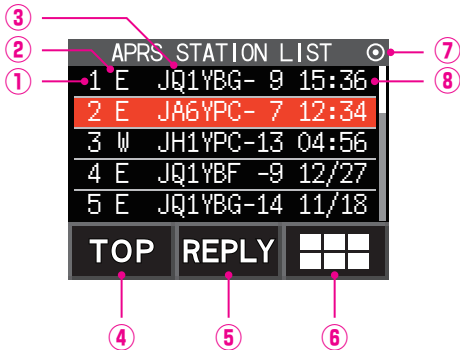 ③
② APRS STATION LIST ⑦
① 1 E JQ1YBG- 9 15:36 ⑧
2 E JA6YPC- 7 12:34
3 W JH1YPC-13 04:56
4 E JQ1YBF -9 12/27
5 E JQ1YBG-14 11/18
TOP REPLY
④ ⑤ ⑥